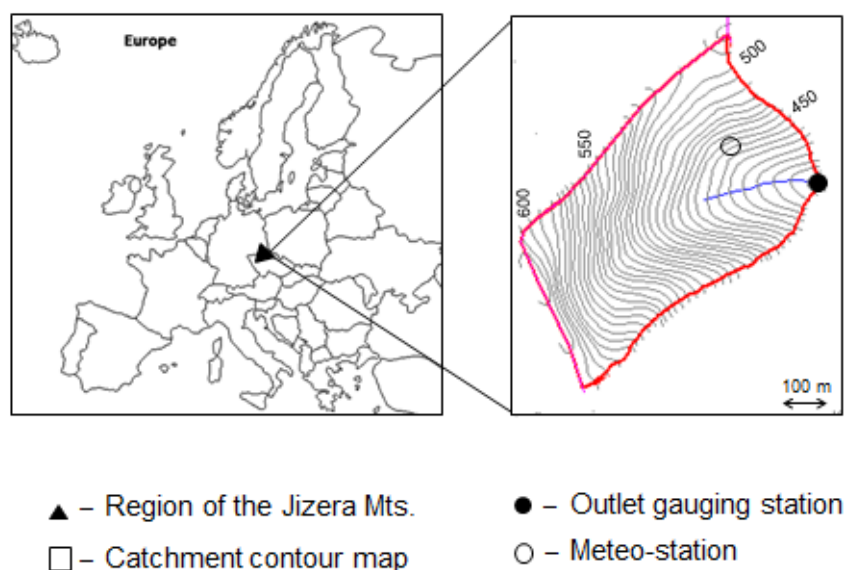 Europe
500
450
550
600
100 m
▲ – Region of the Jizera Mts.
● – Outlet gauging station
□ – Catchment contour map
○ – Meteo-station